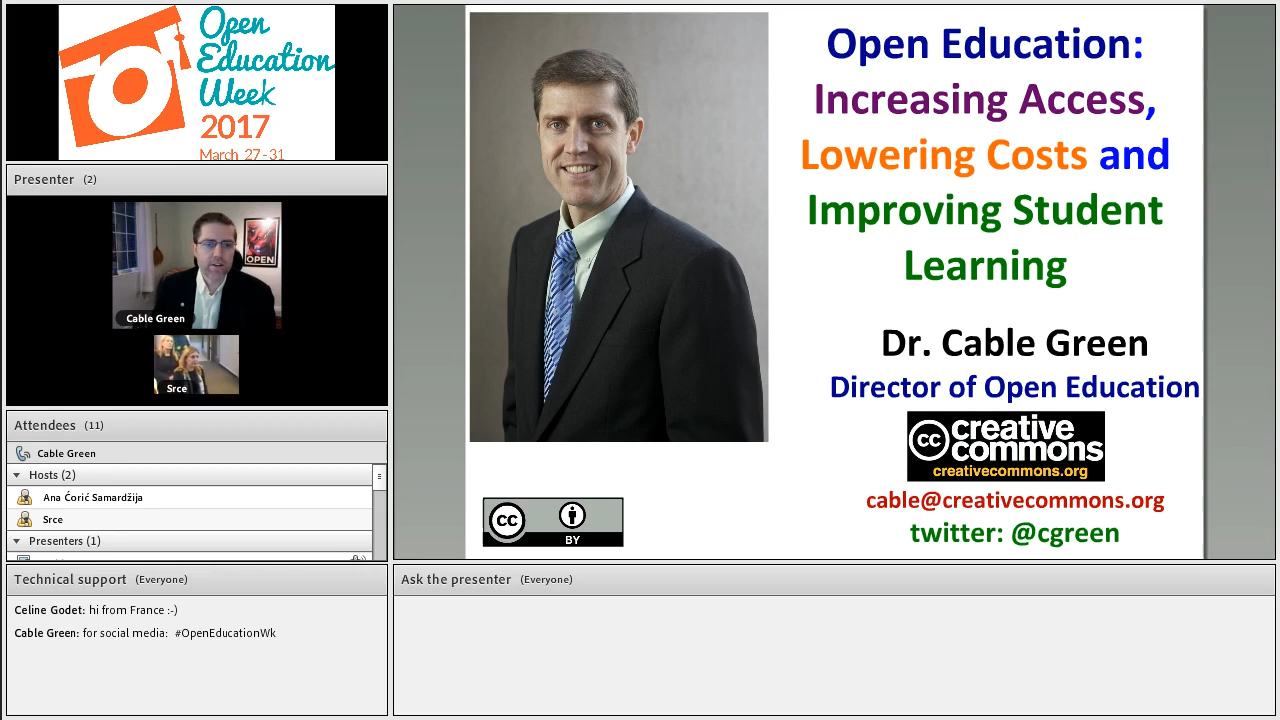 Open
Education
Week
2017
March 27-31
Presenter (2)
OPEN
Cable Green
Srce
Attendees (11)
Cable Green
Hosts (2)
Ana Ćorić Samardžija
Srce
Presenters (1)
Technical support (Everyone)
Celine Godet: hi from France :-)
Cable Green: for social media: #OpenEducationWk
Open Education:
Increasing Access,
Lowering Costs and
Improving Student
Learning
Dr. Cable Green
Director of Open Education
cc creative
commons
creativecommons.org
cable@creativecommons.org
twitter: @cgreen
cc
BY
Ask the presenter (Everyone)